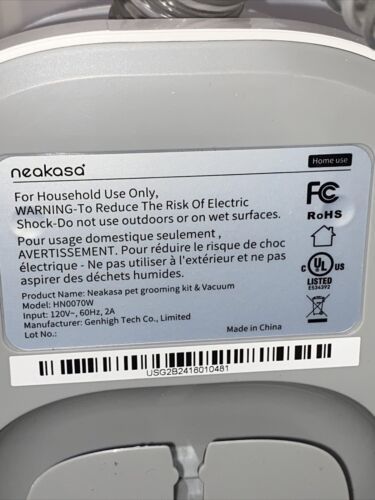 neakasa
Home use
For Household Use Only,
WARNING-To Reduce The Risk Of Electric
Shock-Do not use outdoors or on wet surfaces.
Pour usage domestique seulement ,
AVERTISSEMENT. Pour réduire le risque de choc
électrique - Ne pas utiliser à l'extérieur et ne pas
aspirer des déchets humides.
Product Name: Neakasa pet grooming kit & Vacuum
Model: HN0070W
Input: 120V~, 60Hz, 2A
Manufacturer: Genhigh Tech Co., Limited
Lot No.:
Made in China
FC
RoHS
C UL US
LISTED
E534392
USG2B2416010481